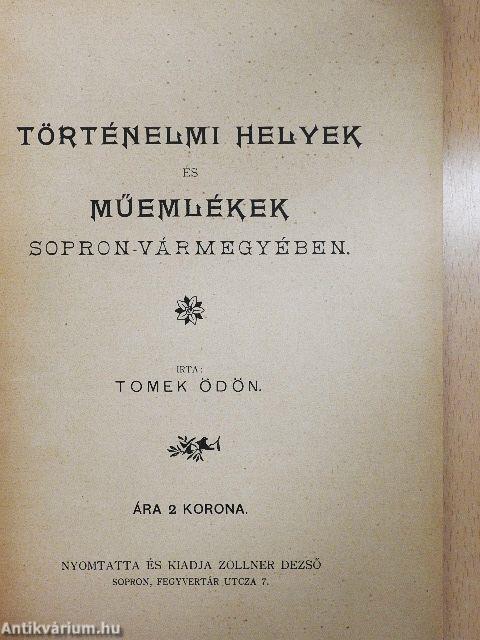 TÖRTÉNELMI HELYEK
ÉS
MŰEMLÉKEK
SOPRON-VÁRMEGYÉBEN.
IRTA:
TOMEK ÖDÖN.
ÁRA 2 KORONA.
NYOMTATTA ÉS KIADJA ZOLLNER DEZSŐ
SOPRON, FEGYVERTÁR UTCZA 7.
Antikvárium.hu